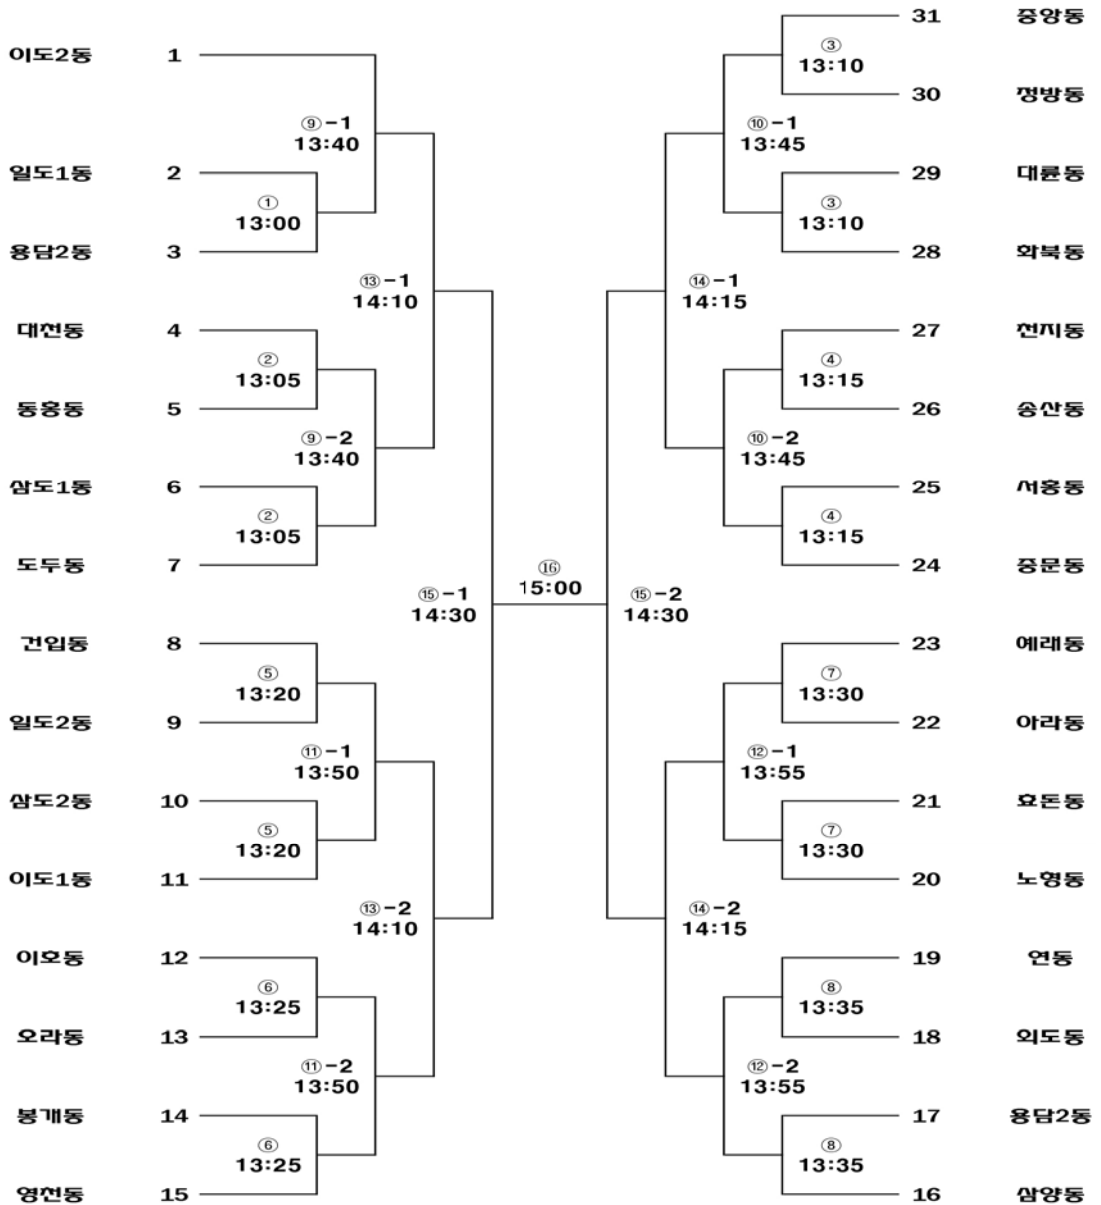 31 중앙동
이도2동 1
③
13:10
30 정방동
⑨-1
13:40
⑩-1
13:45
일도1동 2
29 대륜동
①
13:00
③
13:10
용담2동 3
28 화북동
⑬-1
14:10
⑭-1
14:15
대천동 4
27 천지동
②
13:05
④
13:15
동홍동 5
26 송산동
⑨-2
13:40
⑩-2
13:45
삼도1동 6
25 서홍동
②
13:05
④
13:15
도두동 7
24 중문동
⑯
15:00
⑮-1
14:30
⑮-2
14:30
건입동 8
23 예래동
⑤
13:20
⑦
13:30
일도2동 9
22 아라동
⑪-1
13:50
⑫-1
13:55
삼도2동 10
21 효돈동
⑤
13:20
⑦
13:30
이도1동 11
20 노형동
⑬-2
14:10
⑭-2
14:15
이호동 12
19 연동
⑥
13:25
⑧
13:35
오라동 13
18 외도동
⑪-2
13:50
⑫-2
13:55
봉개동 14
17 용담2동
⑥
13:25
⑧
13:35
영천동 15
16 삼양동